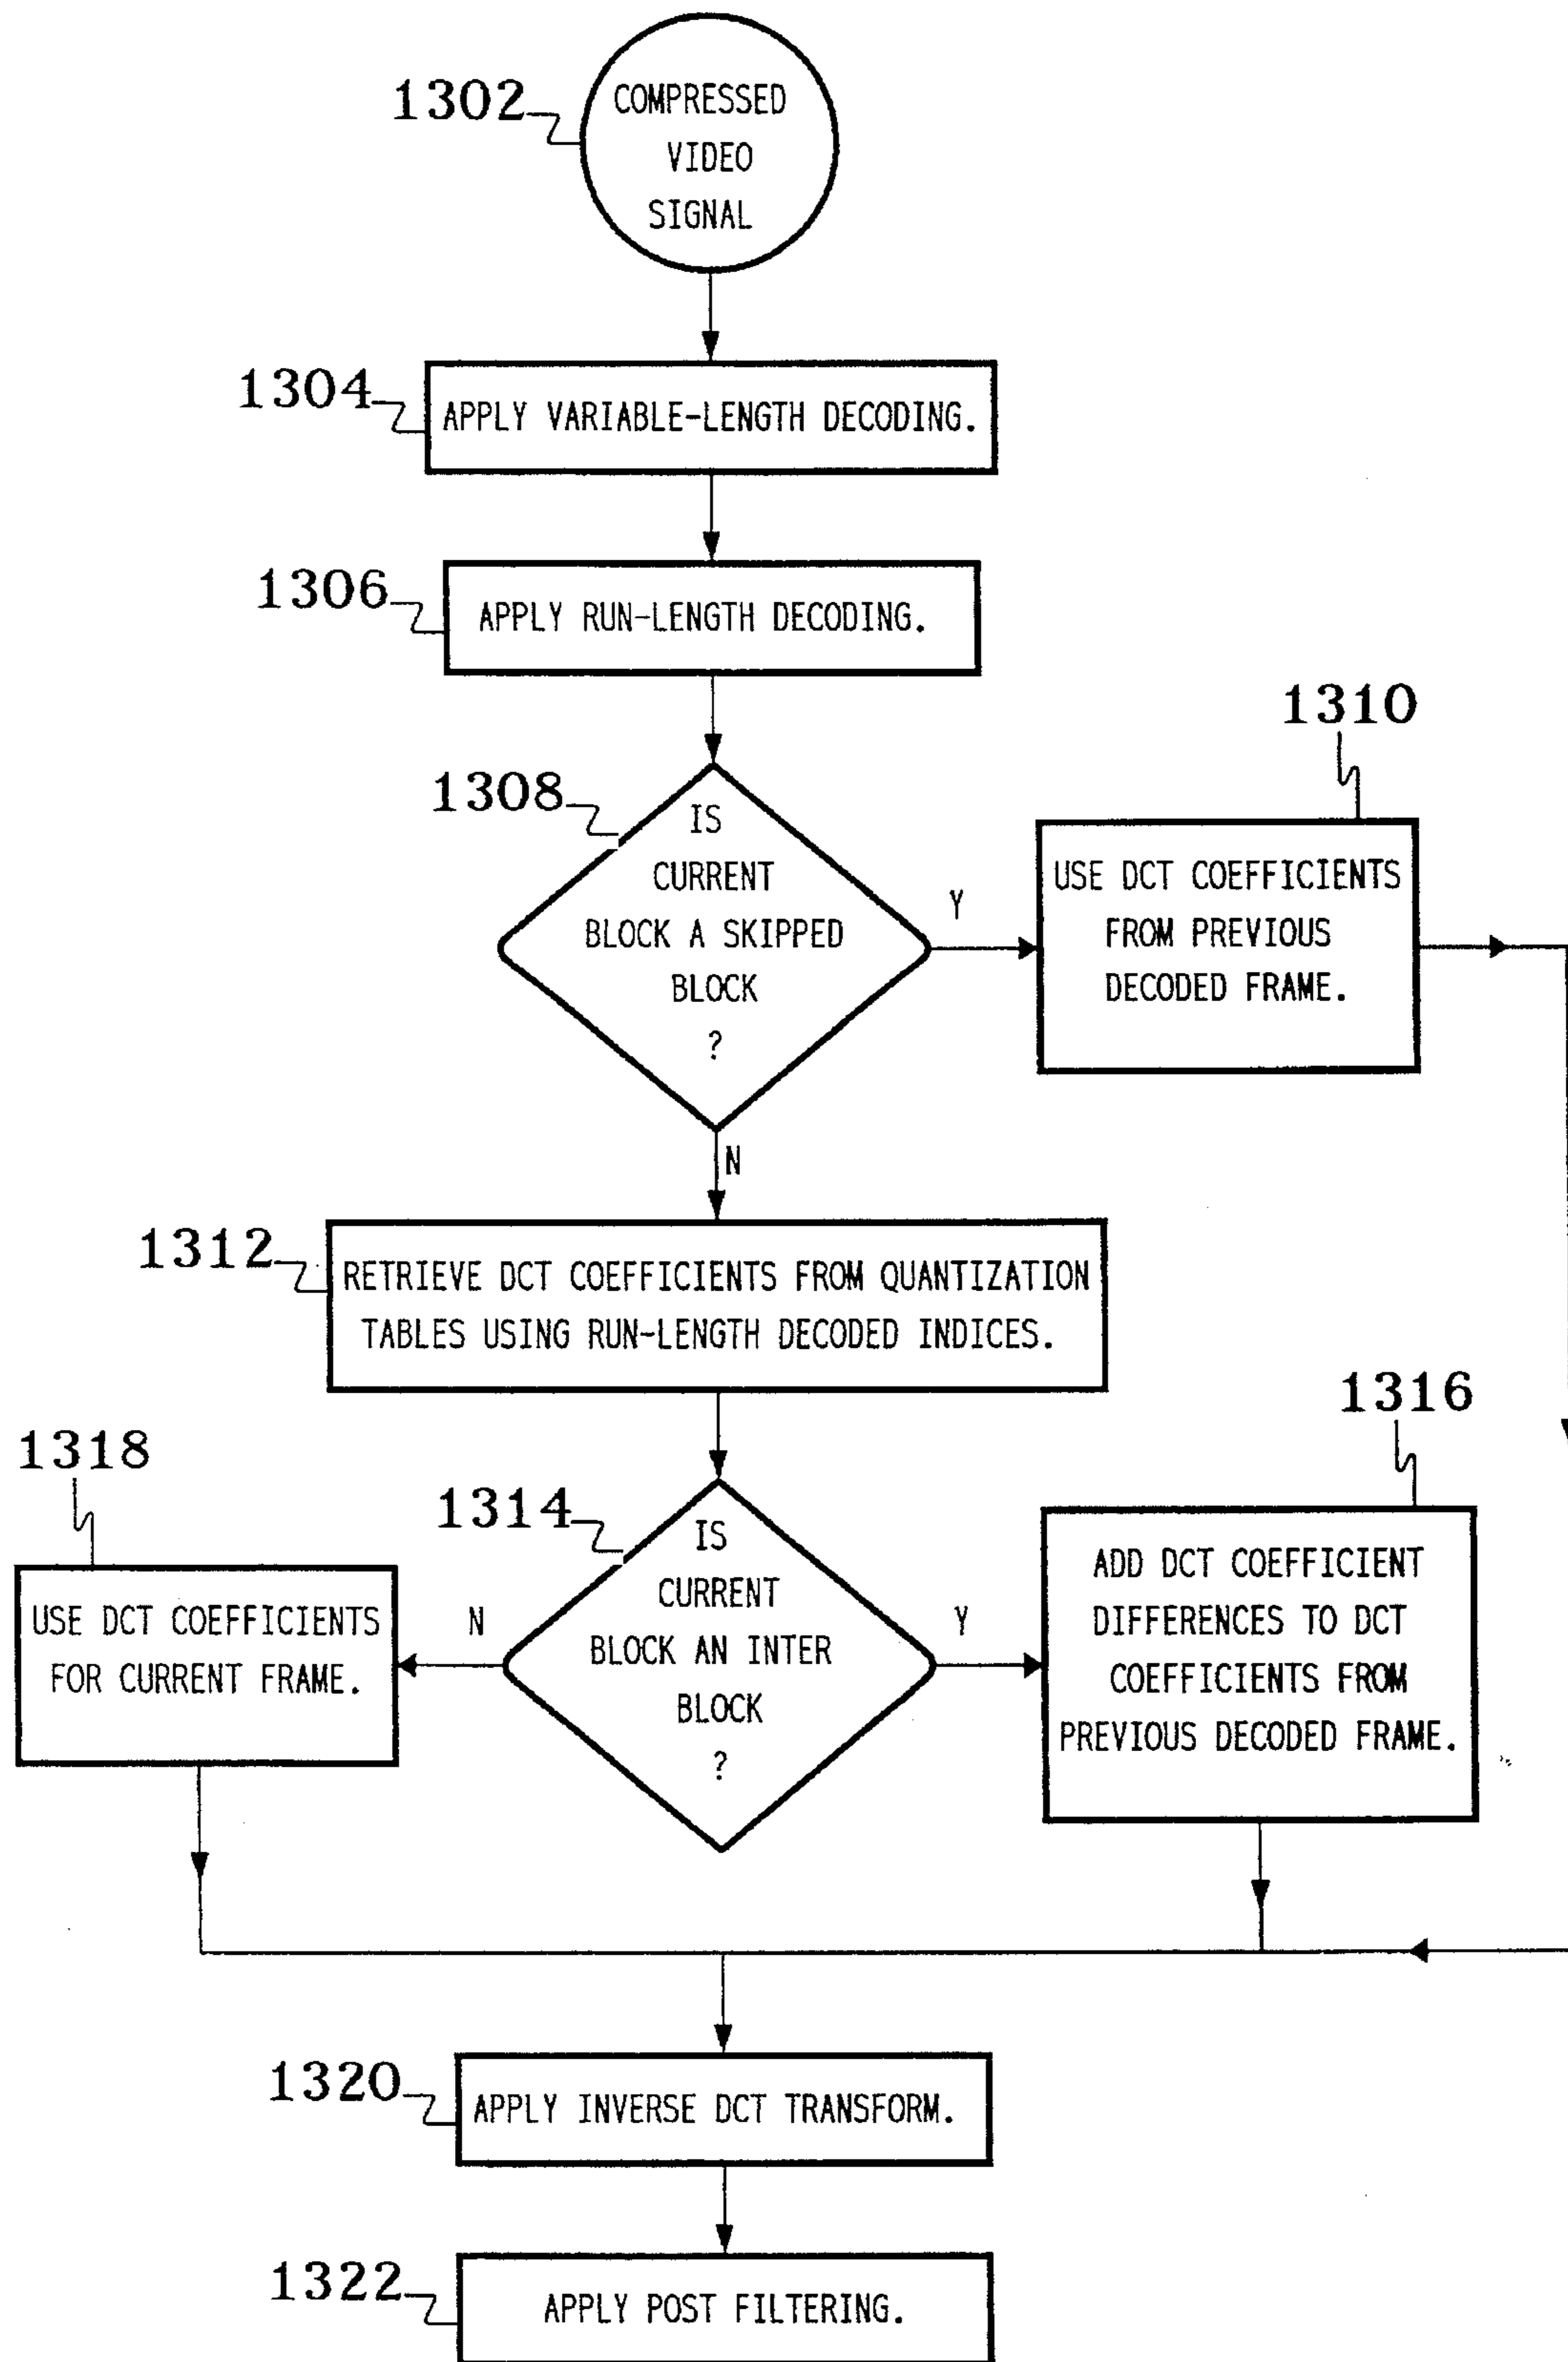 1302
COMPRESSED
VIDEO
SIGNAL
1304
APPLY VARIABLE-LENGTH DECODING.
1306
APPLY RUN-LENGTH DECODING.
1308
IS
CURRENT
BLOCK A SKIPPED
BLOCK
?
Y
1310
USE DCT COEFFICIENTS
FROM PREVIOUS
DECODED FRAME.
N
1312
RETRIEVE DCT COEFFICIENTS FROM QUANTIZATION
TABLES USING RUN-LENGTH DECODED INDICES.
1314
IS
CURRENT
BLOCK AN INTER
BLOCK
?
N
1318
USE DCT COEFFICIENTS
FOR CURRENT FRAME.
Y
1316
ADD DCT COEFFICIENT
DIFFERENCES TO DCT
COEFFICIENTS FROM
PREVIOUS DECODED FRAME.
1320
APPLY INVERSE DCT TRANSFORM.
1322
APPLY POST FILTERING.